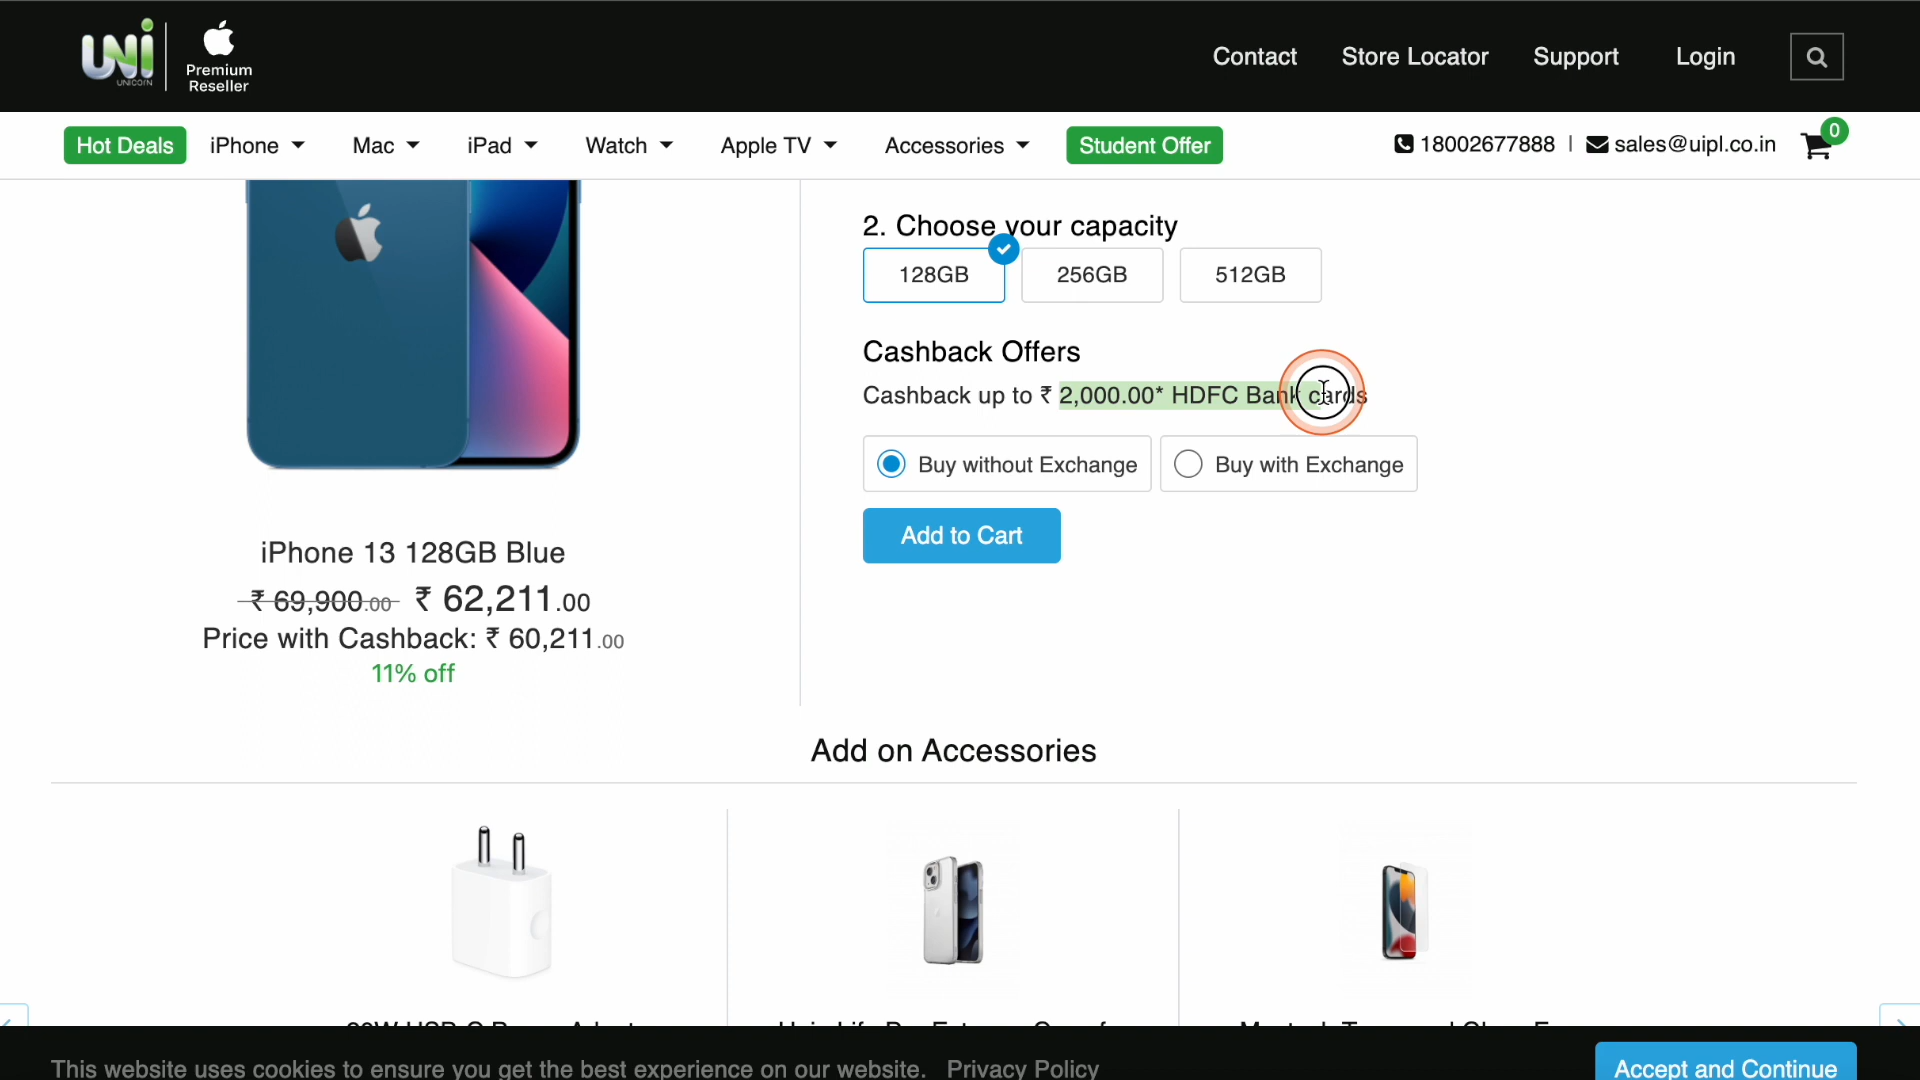 UNi
UNICORN
Premium
Reseller
Contact
Store Locator
Support
Login
Hot Deals
iPhone
Mac
iPad
Watch
Apple TV
Accessories
Student Offer
18002677888 | sales@uipl.co.in
0
2. Choose your capacity
128GB
256GB
512GB
Cashback Offers
Cashback up to ₹ 2,000.00* HDFC Bank cards
Buy without Exchange
Buy with Exchange
Add to Cart
iPhone 13 128GB Blue
₹ 69,900.00 ₹ 62,211.00
Price with Cashback: ₹ 60,211.00
11% off
Add on Accessories
This website uses cookies to ensure you get the best experience on our website. Privacy Policy
Accept and Continue